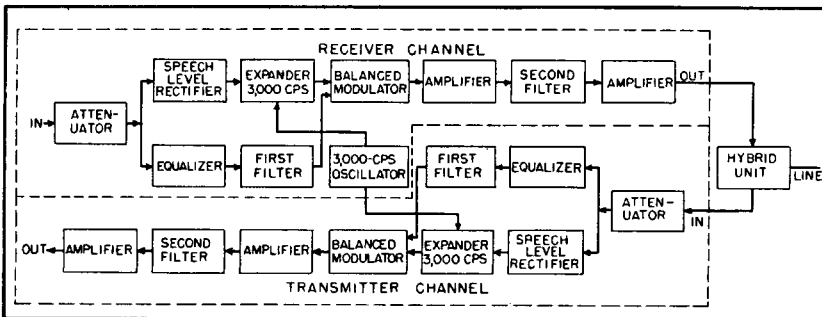 RECEIVER CHANNEL
IN
ATTEN-
UATOR
SPEECH
LEVEL
RECTIFIER
EXPANDER
3,000 CPS
BALANCED
MODULATOR
AMPLIFIER
SECOND
FILTER
AMPLIFIER
OUT
EQUALIZER
FIRST
FILTER
3,000-CPS
OSCILLATOR
FIRST
FILTER
EQUALIZER
ATTEN-
UATOR
IN
HYBRID
UNIT
LINE
OUT
AMPLIFIER
SECOND
FILTER
AMPLIFIER
BALANCED
MODULATOR
EXPANDER
3,000 CPS
SPEECH
LEVEL
RECTIFIER
TRANSMITTER CHANNEL